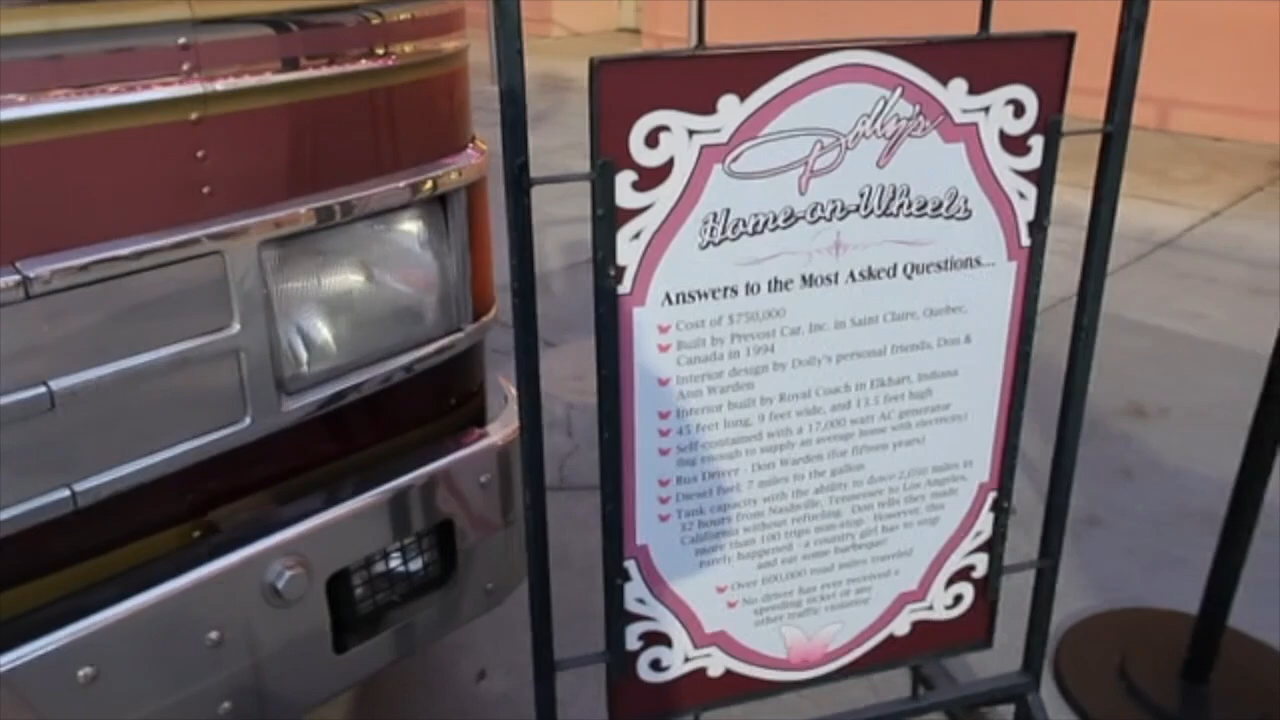 Dolly's
Home-on-Wheels
Answers to the Most Asked Questions...
Cost of $750,000
Built by Prevost Car, Inc. in Saint Claire, Quebec,
Canada in 1994
Interior design by Dolly's personal friends, Don &
Ann Warden
Interior built by Royal Coach in Elkhart, Indiana
45 feet long, 9 feet wide, and 13.5 feet high
Self-contained with a 17,000 watt AC generator
(big enough to supply an average home with electricity)
Bus Driver - Don Warden (for fifteen years)
Diesel fuel; 7 miles to the gallon
Tank capacity with the ability to drive 2,050 miles in
32 hours from Nashville, Tennessee to Los Angeles,
California without refueling. Don tells they made
more than 100 trips non-stop. However, this
rarely happened - a country girl has to stop
and eat some barbeque!
Over 600,000 road miles traveled
No driver has ever received a
speeding ticket or any
other traffic violation